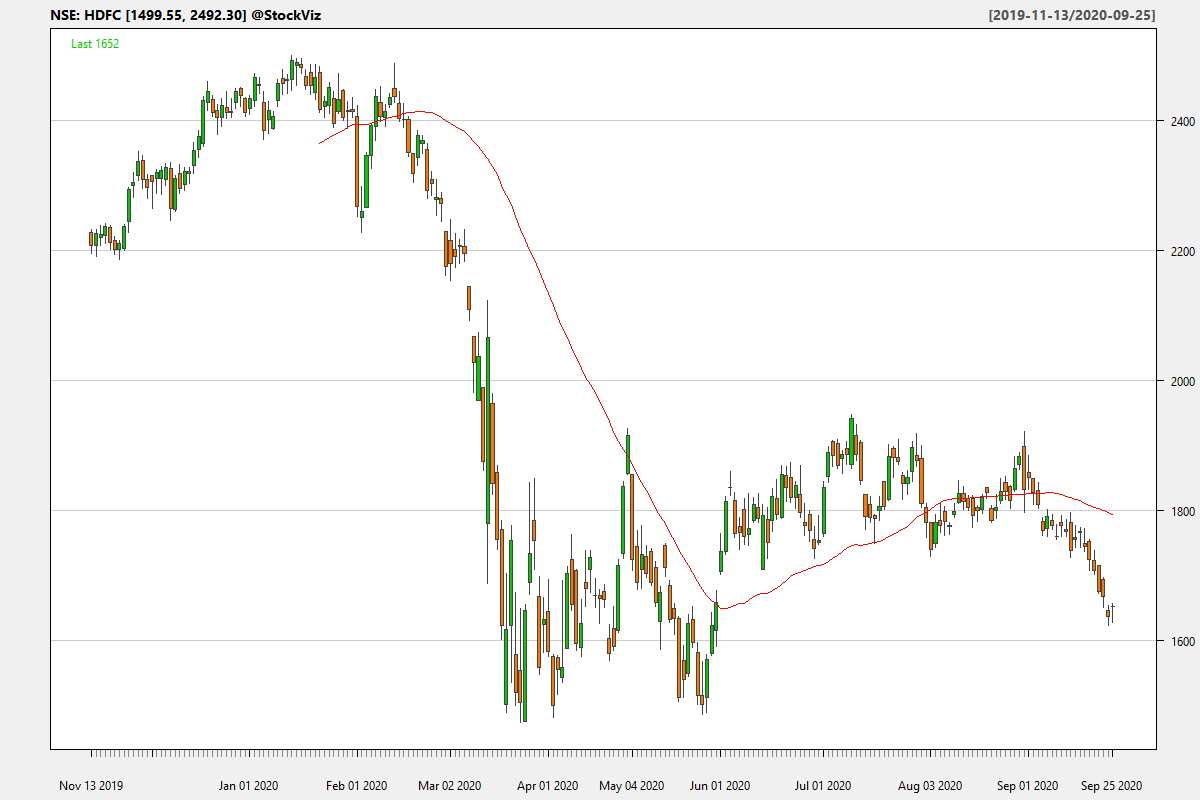 NSE: HDFC [1499.55, 2492.30] @StockViz
[2019-11-13/2020-09-25]
Last 1652
2400
2200
2000
1800
1600
Nov 13 2019 Jan 01 2020 Feb 01 2020 Mar 02 2020 Apr 01 2020 May 04 2020 Jun 01 2020 Jul 01 2020 Aug 03 2020 Sep 01 2020 Sep 25 2020